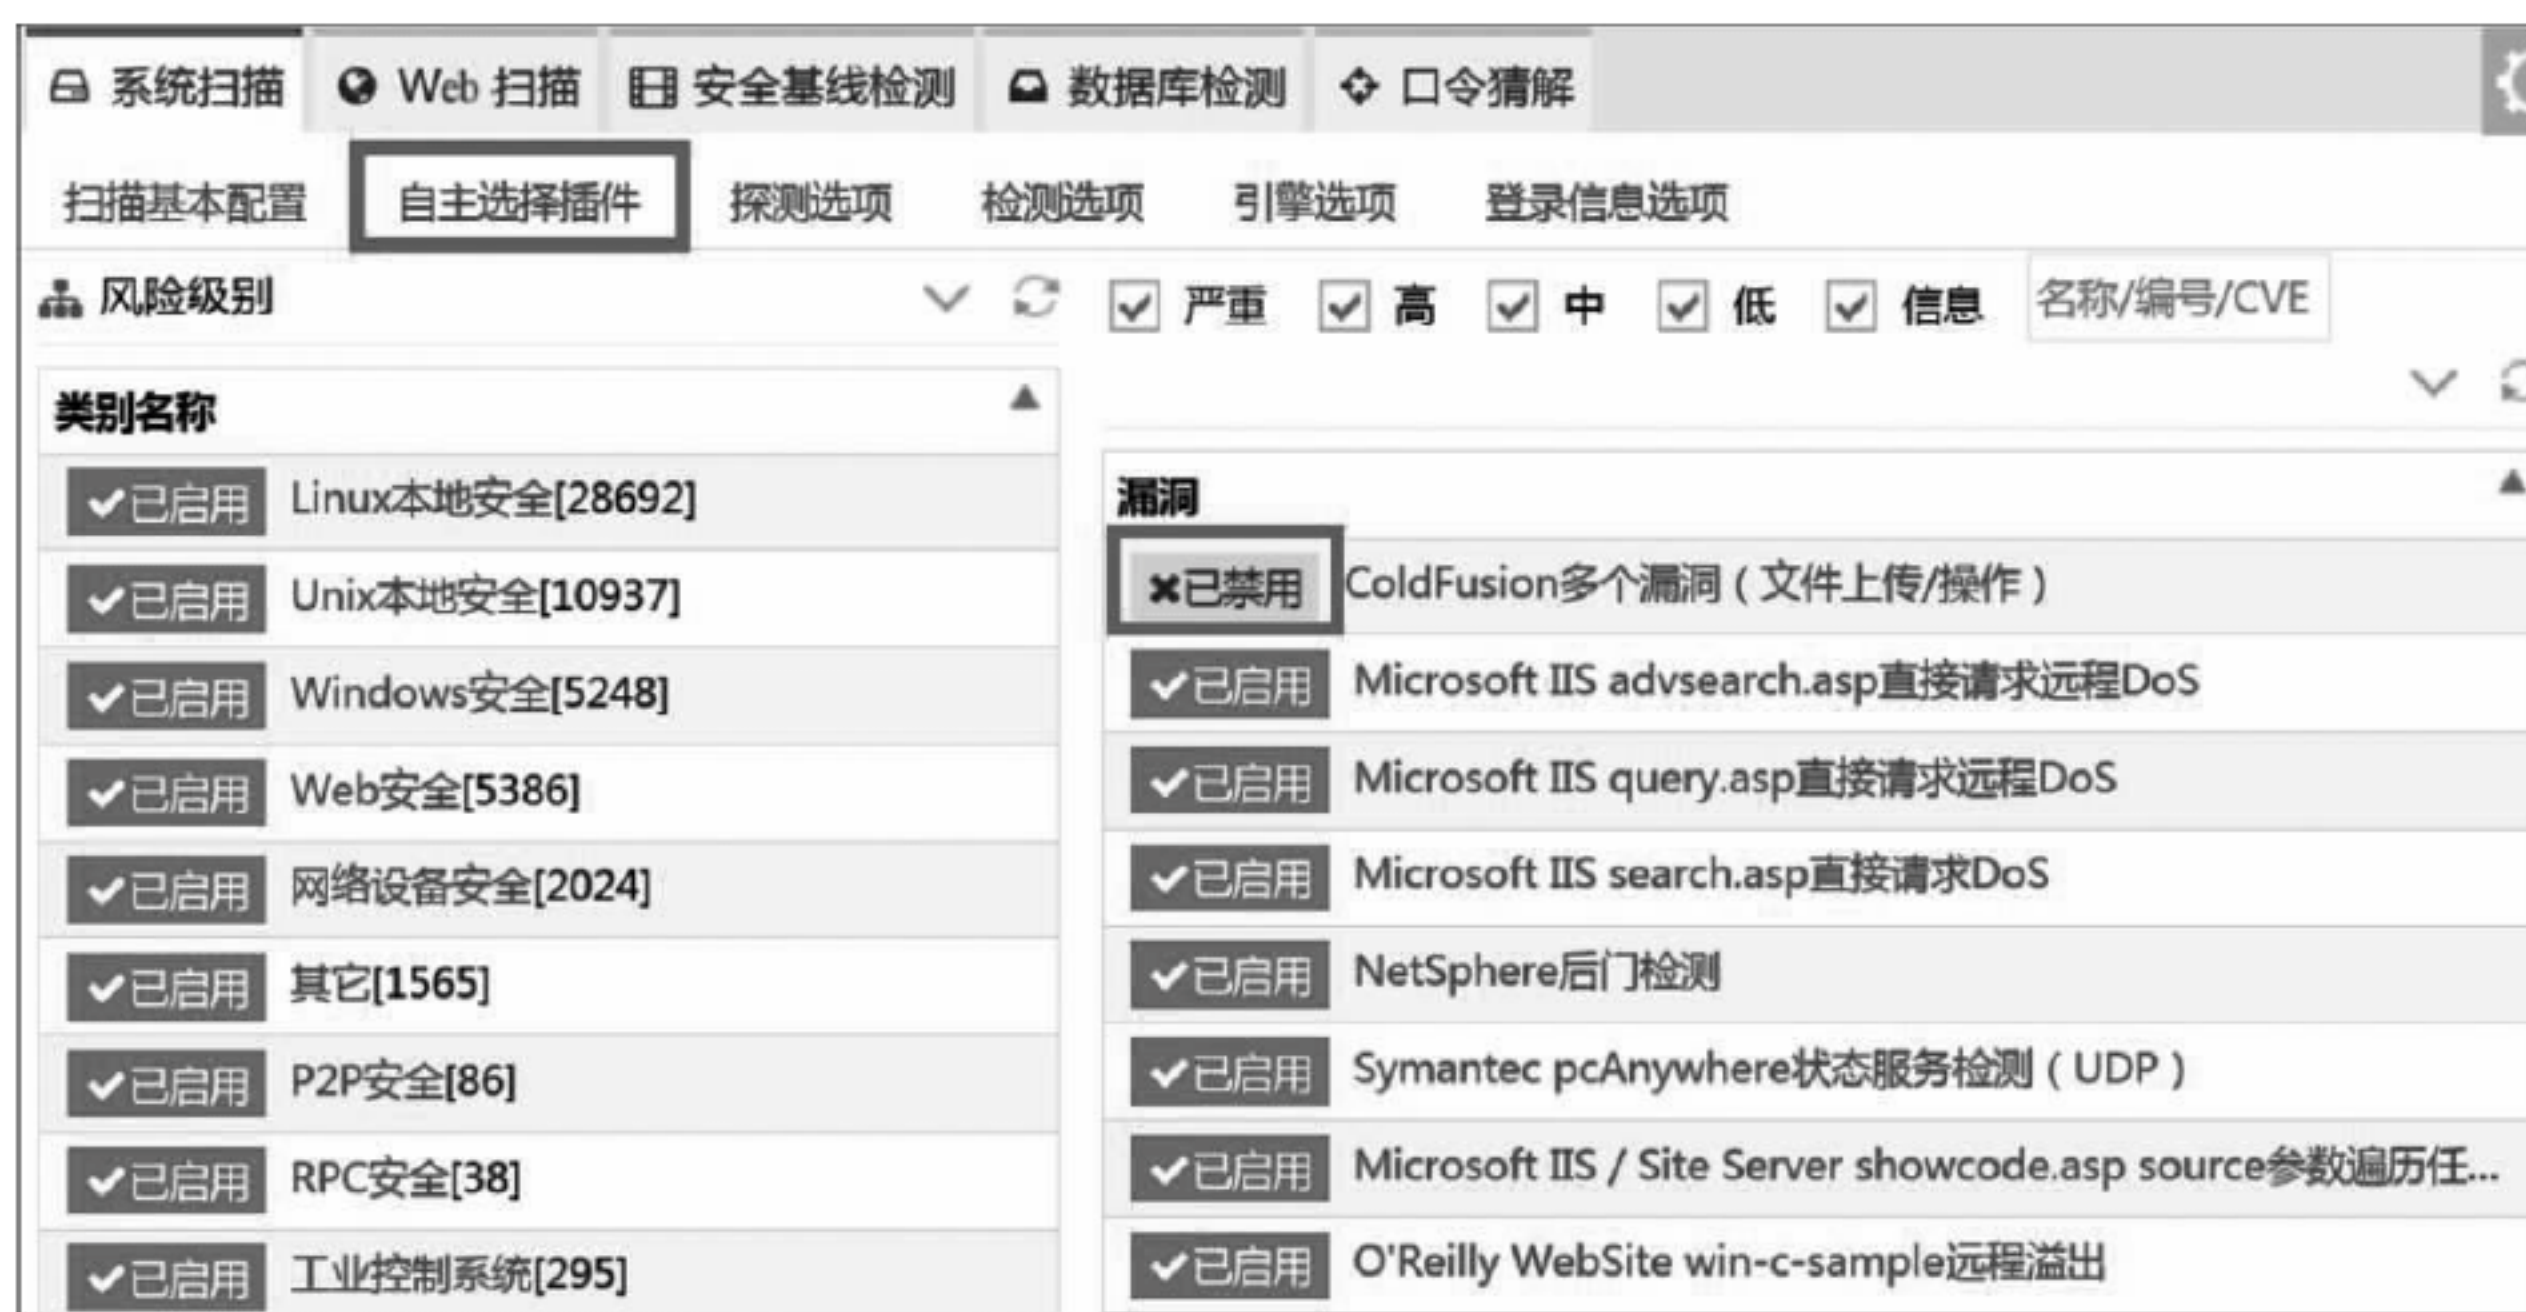 系统扫描 Web 扫描 安全基线检测 数据库检测 口令猜解
扫描基本配置 自主选择插件 探测选项 检测选项 引擎选项 登录信息选项
风险级别
类别名称
已启用 Linux本地安全[28692]
已启用 Unix本地安全[10937]
已启用 Windows安全[5248]
已启用 Web安全[5386]
已启用 网络设备安全[2024]
已启用 其它[1565]
已启用 P2P安全[86]
已启用 RPC安全[38]
已启用 工业控制系统[295]
严重 高 中 低 信息 名称/编号/CVE
漏洞
已禁用 ColdFusion多个漏洞（文件上传/操作）
已启用 Microsoft IIS advsearch.asp直接请求远程DoS
已启用 Microsoft IIS query.asp直接请求远程DoS
已启用 Microsoft IIS search.asp直接请求DoS
已启用 NetSphere后门检测
已启用 Symantec pcAnywhere状态服务检测（UDP）
已启用 Microsoft IIS / Site Server showcode.asp source参数遍历任...
已启用 O'Reilly WebSite win-c-sample远程溢出